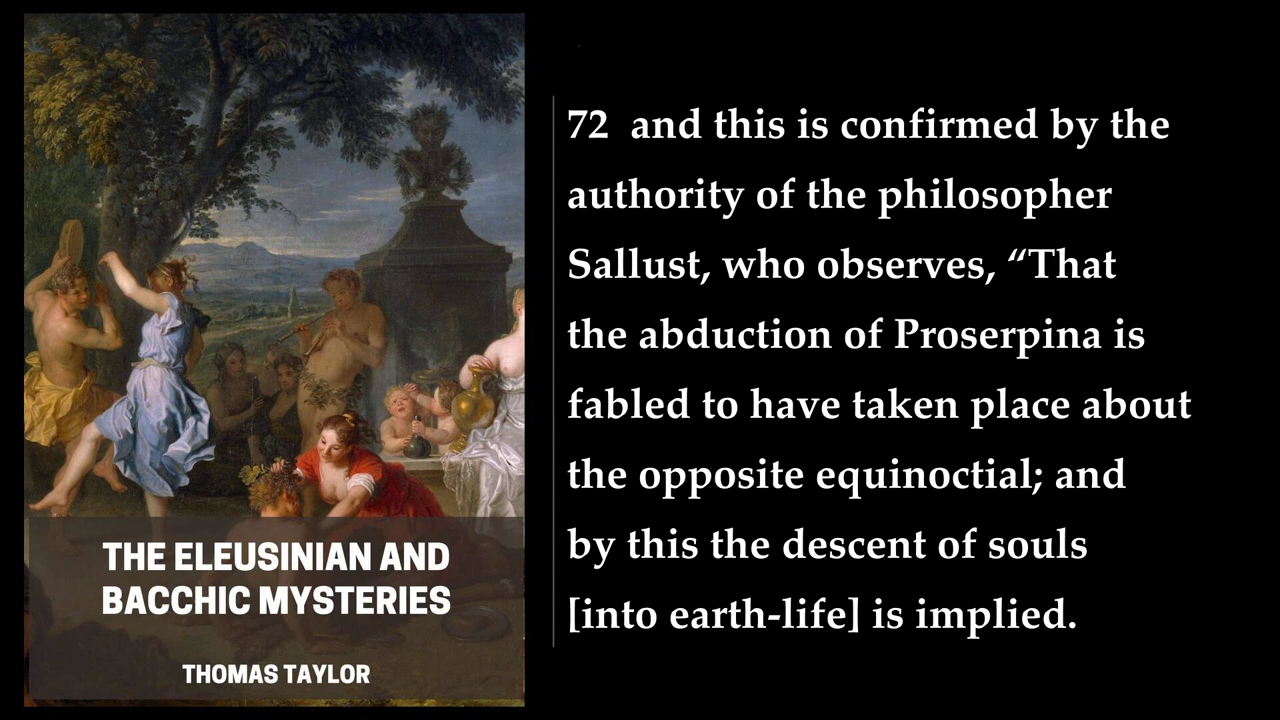 THE ELEUSINIAN AND
BACCHIC MYSTERIES
THOMAS TAYLOR
72 and this is confirmed by the
authority of the philosopher
Sallust, who observes, “That
the abduction of Proserpina is
fabled to have taken place about
the opposite equinoctial; and
by this the descent of souls
[into earth-life] is implied.